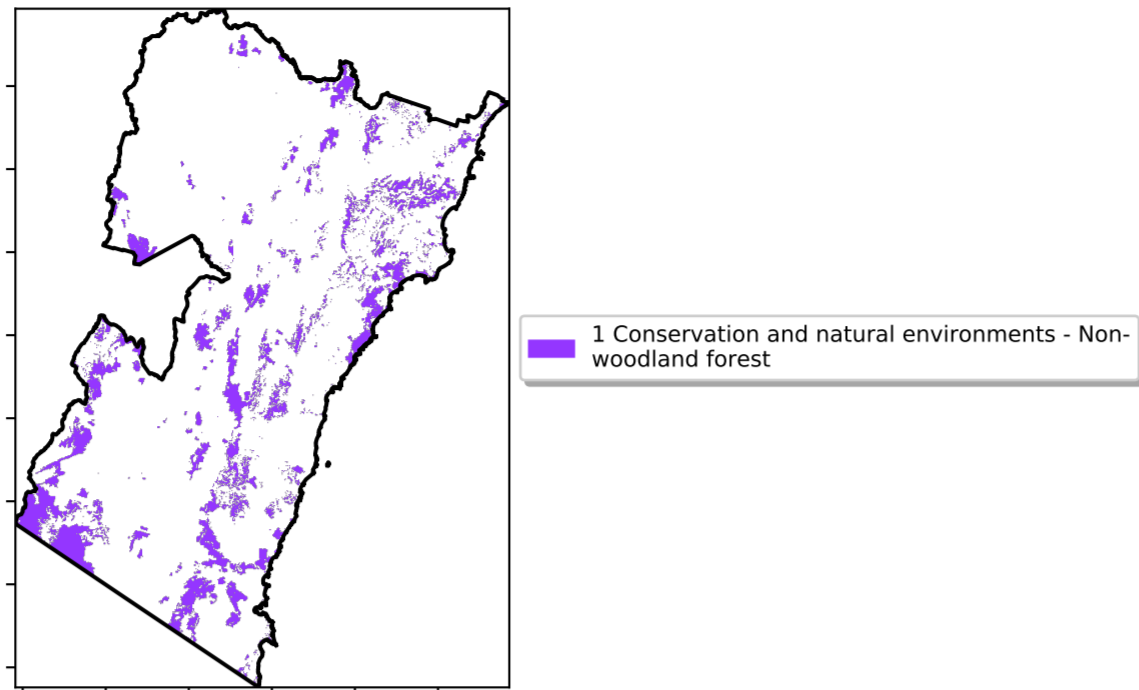 1 Conservation and natural environments - Non-
woodland forest